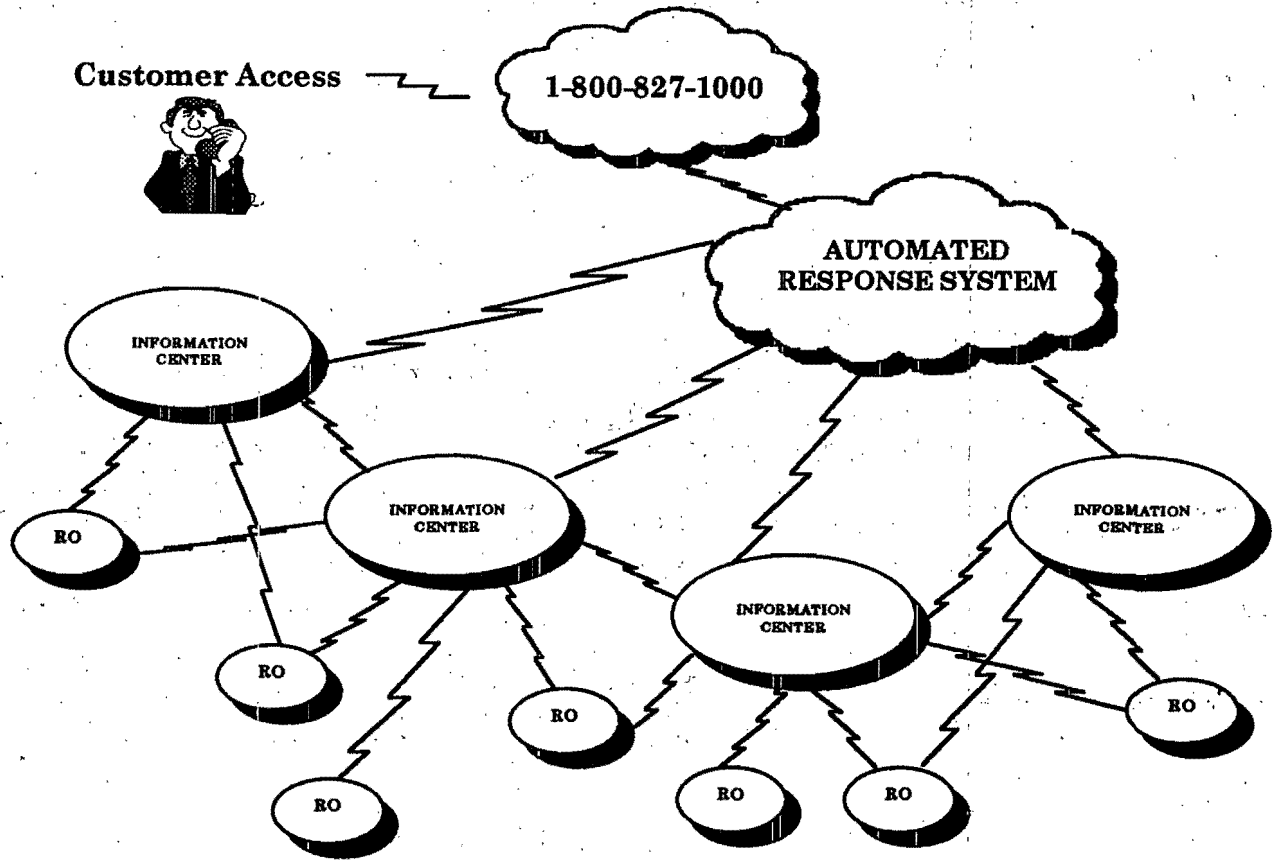 Customer Access
1-800-827-1000
AUTOMATED
RESPONSE SYSTEM
INFORMATION
CENTER
INFORMATION
CENTER
INFORMATION
CENTER
INFORMATION
CENTER
RO
RO
RO
RO
RO
RO
RO